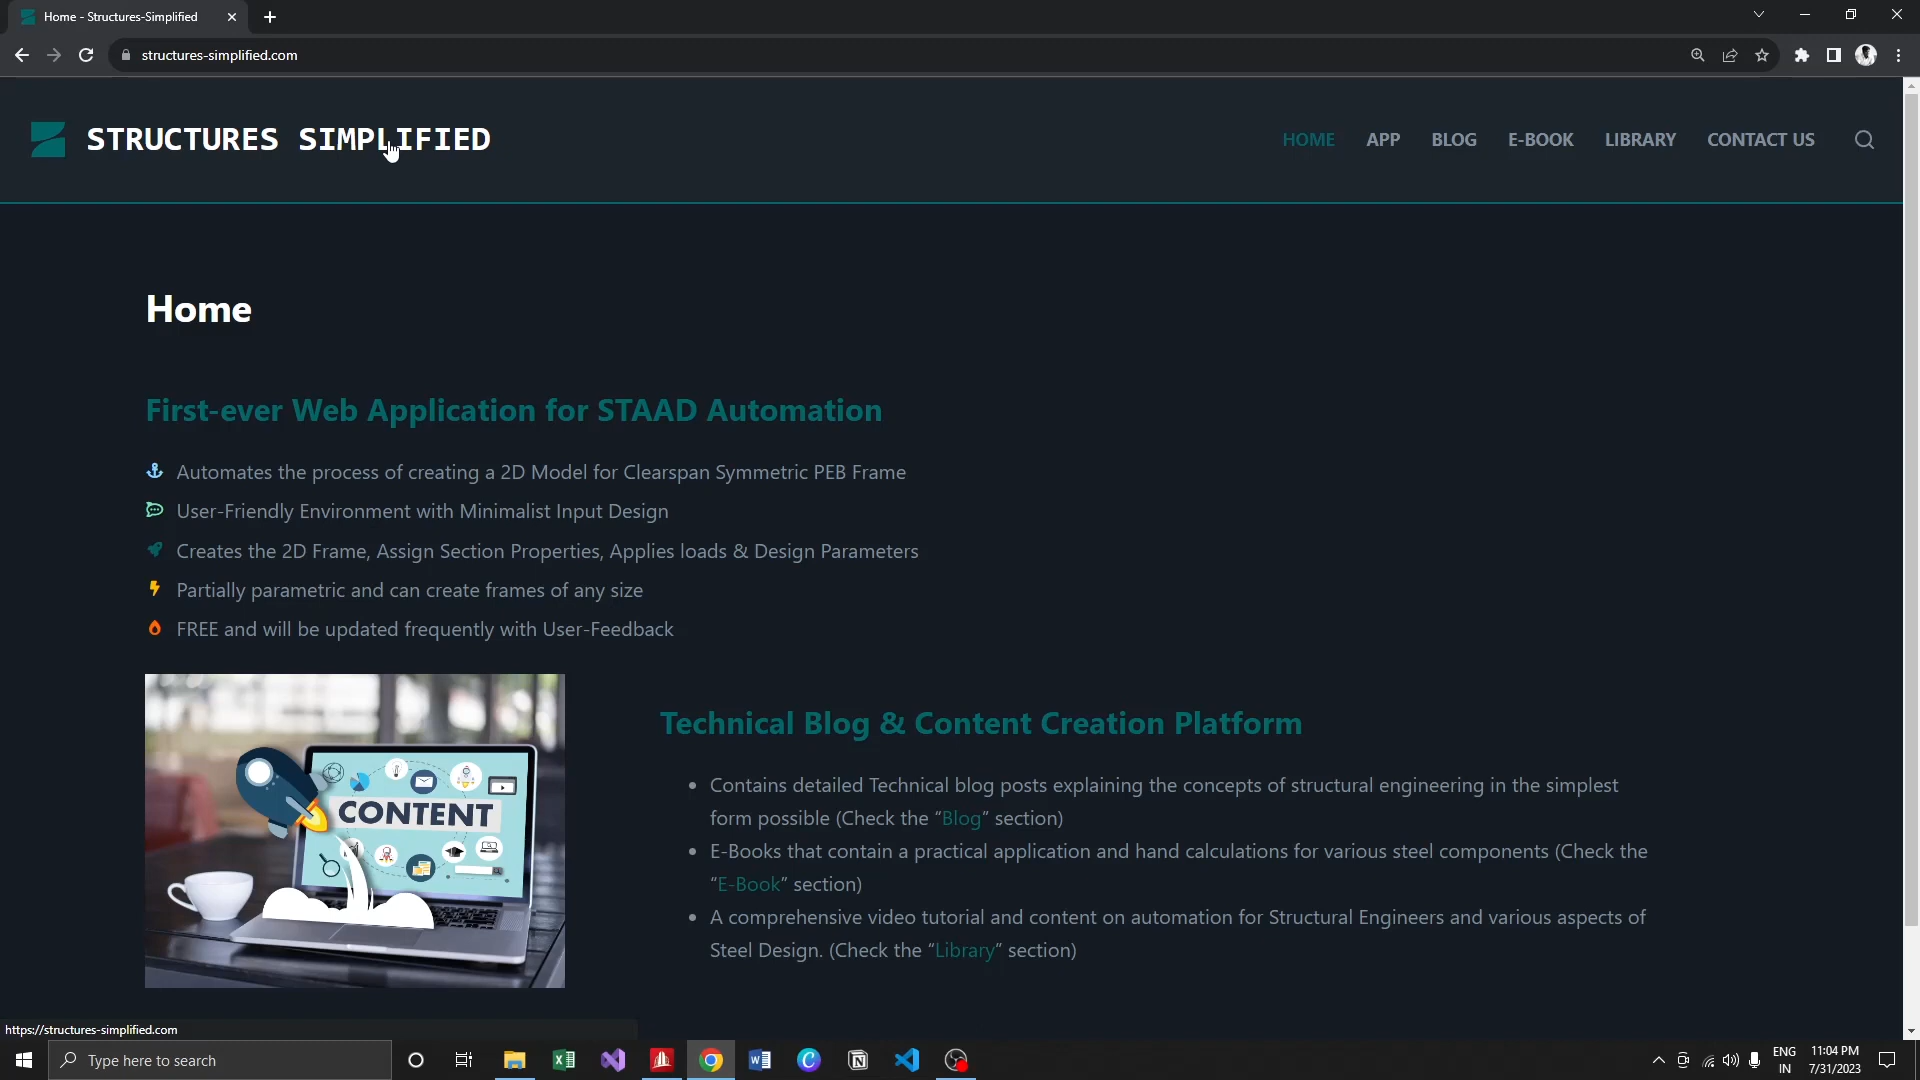 Home - Structures-Simplified
structures-simplified.com
STRUCTURES SIMPLIFIED
HOME APP BLOG E-BOOK LIBRARY CONTACT US
Home
First-ever Web Application for STAAD Automation
Automates the process of creating a 2D Model for Clearspan Symmetric PEB Frame
User-Friendly Environment with Minimalist Input Design
Creates the 2D Frame, Assign Section Properties, Applies loads & Design Parameters
Partially parametric and can create frames of any size
FREE and will be updated frequently with User-Feedback
CONTENT
Technical Blog & Content Creation Platform
Contains detailed Technical blog posts explaining the concepts of structural engineering in the simplest
form possible (Check the “Blog” section)
E-Books that contain a practical application and hand calculations for various steel components (Check the
“E-Book” section)
A comprehensive video tutorial and content on automation for Structural Engineers and various aspects of
Steel Design. (Check the “Library” section)
https://structures-simplified.com
Type here to search
ENG
IN
11:04 PM
7/31/2023